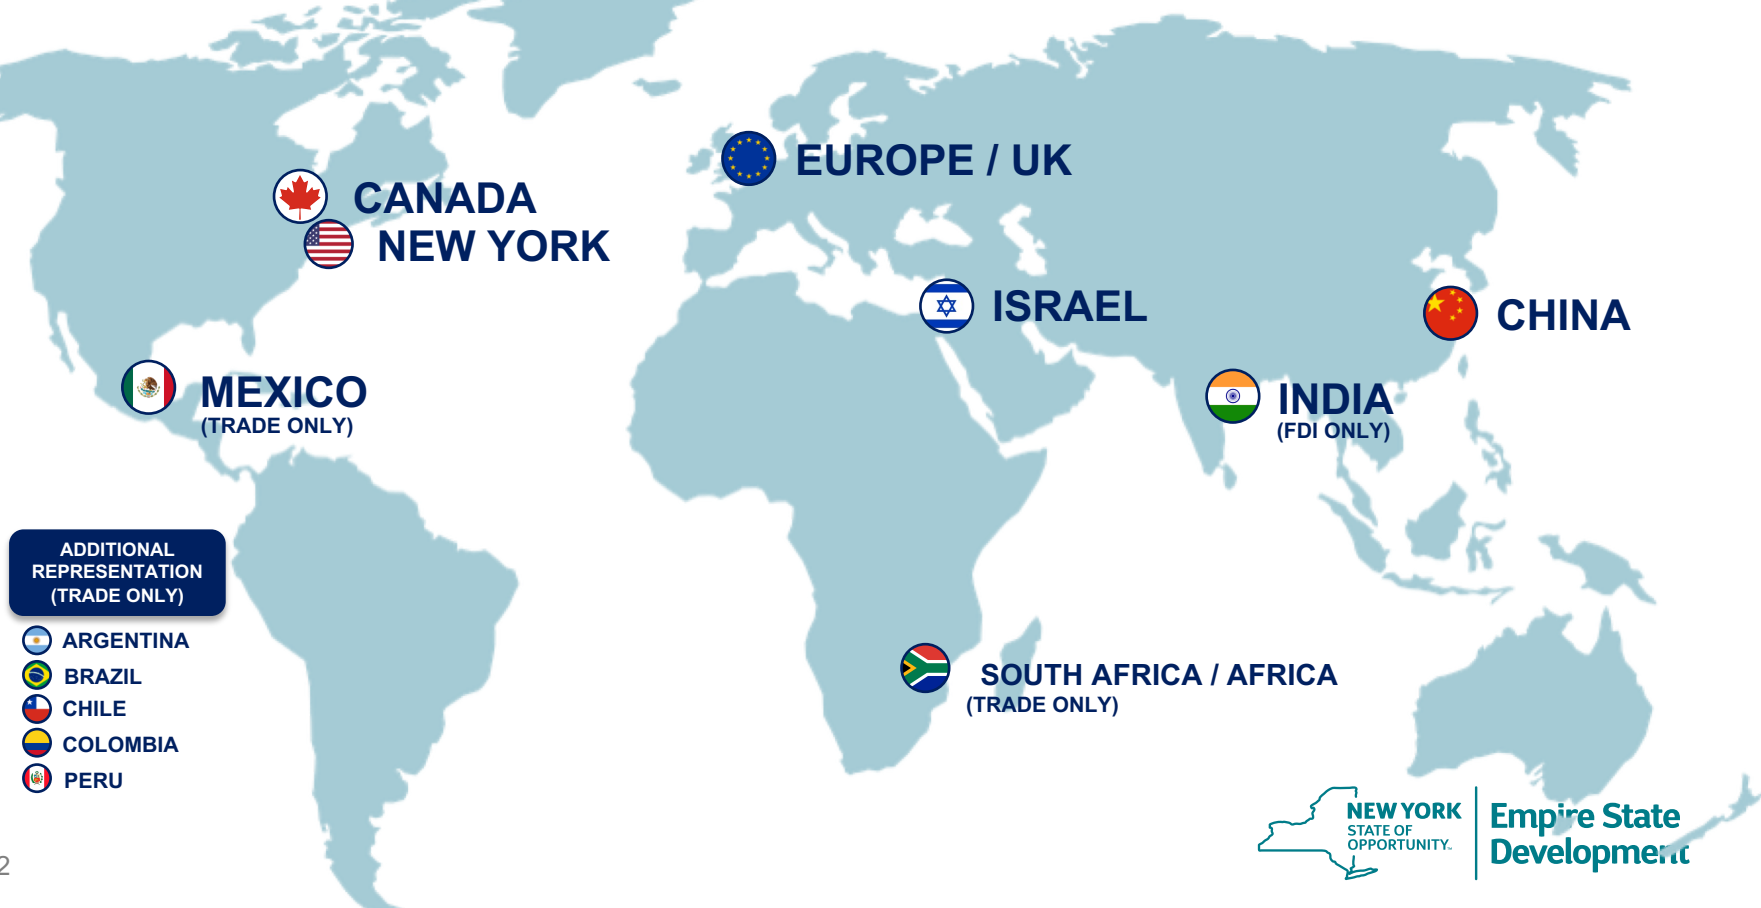 EUROPE / UK
CANADA
NEW YORK
ISRAEL
CHINA
MEXICO
(TRADE ONLY)
INDIA
(FDI ONLY)
ADDITIONAL
REPRESENTATION
(TRADE ONLY)
ARGENTINA
BRAZIL
CHILE
COLOMBIA
PERU
SOUTH AFRICA / AFRICA
(TRADE ONLY)
NEW YORK
STATE OF
OPPORTUNITY™
Empire State
Development
2